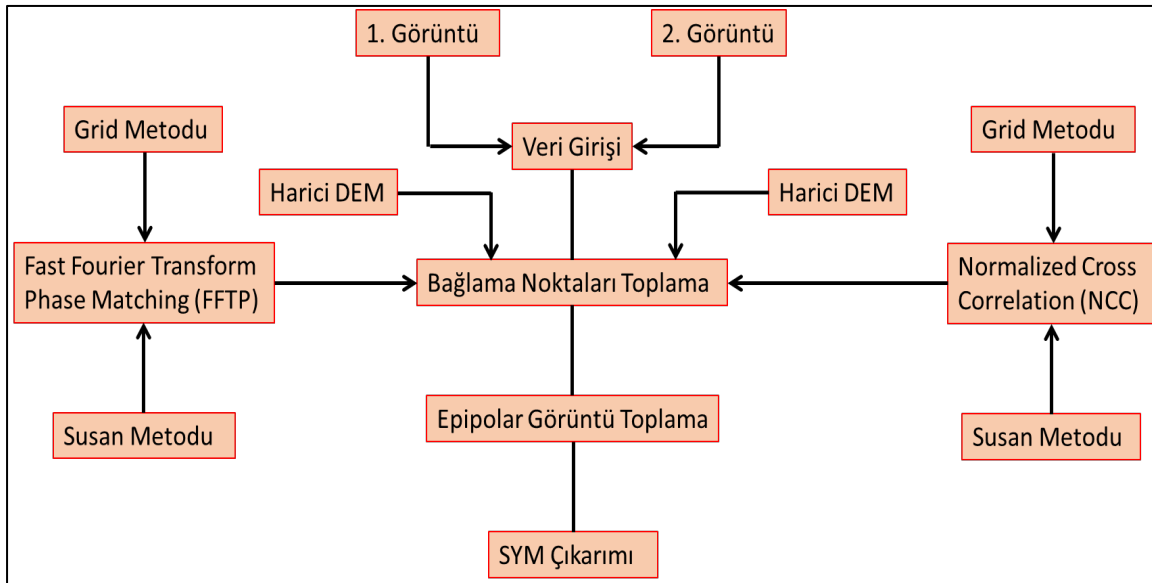 1. Görüntü
2. Görüntü
Grid Metodu
Veri Girişi
Grid Metodu
Harici DEM
Harici DEM
Fast Fourier Transform
Phase Matching (FFTP)
Bağlama Noktaları Toplama
Normalized Cross
Correlation (NCC)
Susan Metodu
Epipolar Görüntü Toplama
Susan Metodu
SYM Çıkarımı